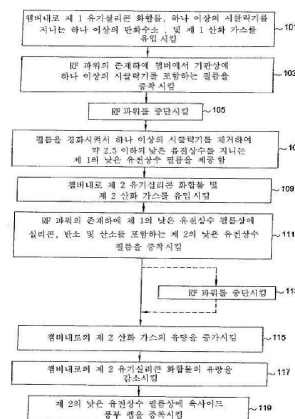 챔버내로 제 1 유기실리콘 화합물, 하나 이상의 시클릭기를
지니는 하나 이상의 탄화수소, 및 제 1 산화 가스를
유입시킴
101
RF 파워의 존재하에 챔버에서 기판상에
하나 이상의 시클릭기를 포함하는 필름을
증착시킴
103
RF 파워를 중단시킴
105
필름을 경화시켜서 하나 이상의 시클릭기를 제거하여
약 2.5 이하의 낮은 유전상수를 지니는
제 1의 낮은 유전상수 필름을 제공함
10
챔버내로 제 2 유기실리콘 화합물 및
제 2 산화 가스를 유입시킴
109
RF 파워의 존재하에 제 1의 낮은 유전상수 필름상에
실리콘, 탄소 및 산소를 포함하는 제 2의 낮은 유전상수
필름을 증착시킴
111
RF 파워를 중단시킴
11
챔버내로의 제 2 산화 가스의 유량을 증가시킴
115
챔버내로의 제 2 유기실리콘 화합물의 유량을
감소시킴
117
제 2의 낮은 유전상수 필름상에 옥사이드
풍부 캡을 증착시킴
119